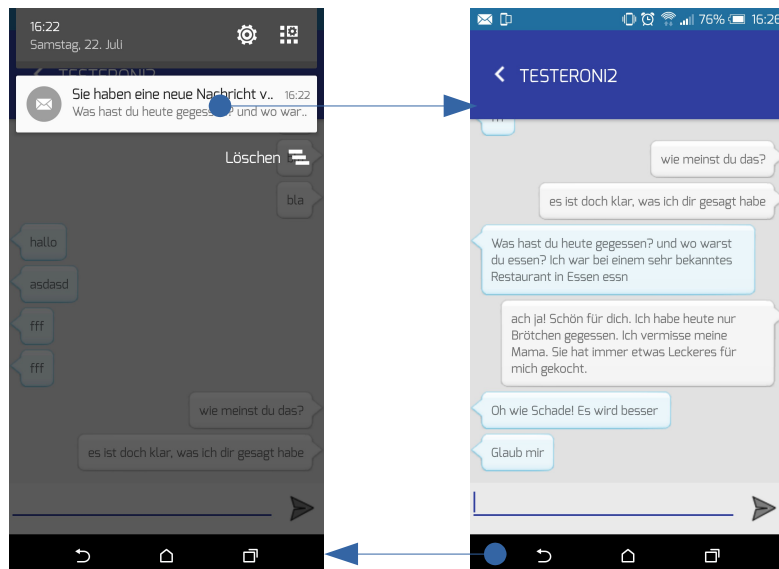 16:22
Samstag, 22. Juli
TESTERONI2
Sie haben eine neue Nachricht v.. 16:22
Was hast du heute gegessen? und wo war..
Löschen
bla
hallo
asdasd
fff
fff
wie meinst du das?
es ist doch klar, was ich dir gesagt habe
76% 16:26
TESTERONI2
fff
wie meinst du das?
es ist doch klar, was ich dir gesagt habe
Was hast du heute gegessen? und wo warst
du essen? Ich war bei einem sehr bekanntes
Restaurant in Essen essn
ach ja! Schön für dich. Ich habe heute nur
Brötchen gegessen. Ich vermisse meine
Mama. Sie hat immer etwas Leckeres für
mich gekocht.
Oh wie Schade! Es wird besser
Glaub mir